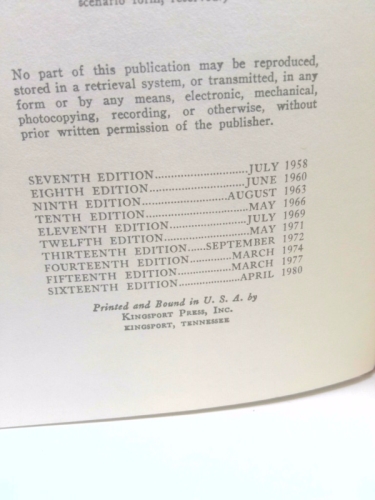 scenario form, reserved
No part of this publication may be reproduced,
stored in a retrieval system, or transmitted, in any
form or by any means, electronic, mechanical,
photocopying, recording, or otherwise, without
prior written permission of the publisher.
SEVENTH EDITION............................JULY 1958
EIGHTH EDITION.............................JUNE 1960
NINTH EDITION..........................AUGUST 1963
TENTH EDITION................................MAY 1966
ELEVENTH EDITION........................JULY 1969
TWELFTH EDITION..........................MAY 1971
THIRTEENTH EDITION......SEPTEMBER 1972
FOURTEENTH EDITION................MARCH 1974
FIFTEENTH EDITION....................MARCH 1977
SIXTEENTH EDITION....................APRIL 1980
Printed and Bound in U. S. A. by
KINGSPORT PRESS, INC.
KINGSPORT, TENNESSEE